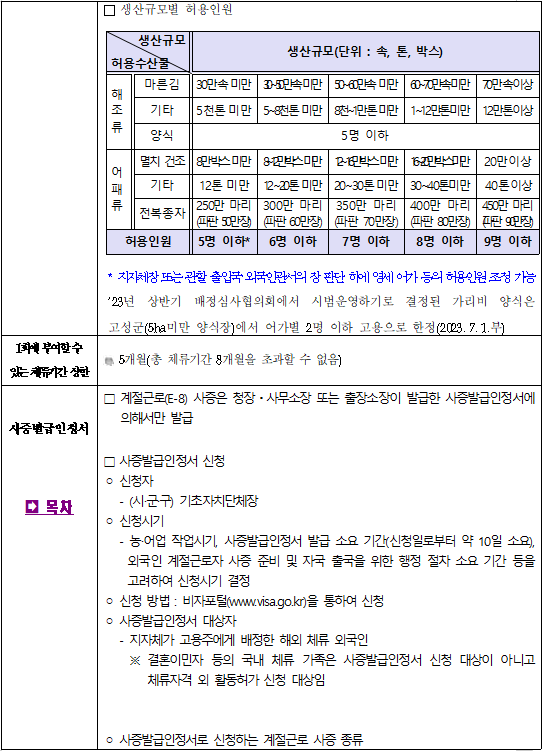 □ 생산규모별 허용인원
생산규모
허용수산물
생산규모(단위 : 속, 톤, 박스)
해조류
마른김 30만속 미만 30~50만속 미만 50~60만속 미만 60~70만속 미만 70만속이상
기타 5천톤 미만 5~8천톤 미만 8천~1만톤 미만 1~12만톤미만 12만톤이상
양식 5명 이하
어패류
멸치 건조 8만박스 미만 8~12만박스 미만 12~16만박스 미만 16~20만박스 미만 20만 이상
기타 12톤 미만 12~20톤 미만 20~30톤 미만 30~40톤미만 40톤 이상
전복종자 250만 마리 300만 마리 350만 마리 400만 마리 450만 마리
(파판 50만장) (파판 60만장) (파판 70만장) (파판 80만장) (파판 90만장)
허용인원 5명 이하* 6명 이하 7명 이하 8명 이하 9명 이하
* 지자체장 또는 관할 출입국·외국인관서의 장 판단 하에 영세 어가 등의 허용인원 조정 가능
'23년 상반기 배정심사협의회에서 시범운영하기로 결정된 가리비 양식은
고성군(5ha미만 양식장)에서 어가별 2명 이하 고용으로 한정(2023. 7. 1.부)
1회에 부여할 수
있는 체류기간 상한
5개월(총 체류기간 8개월을 초과할 수 없음)
사증발급인정서
➡ 목차
□ 계절근로(E-8) 사증은 청장·사무소장 또는 출장소장이 발급한 사증발급인정서에
의해서만 발급
□ 사증발급인정서 신청
○ 신청자
- (시·군·구) 기초자치단체장
○ 신청시기
- 농·어업 작업시기, 사증발급인정서 발급 소요 기간(신청일로부터 약 10일 소요),
외국인 계절근로자 사증 준비 및 자국 출국을 위한 행정 절차 소요 기간 등을
고려하여 신청시기 결정
○ 신청 방법 : 비자포털(www.visa.go.kr)을 통하여 신청
○ 사증발급인정서 대상자
- 지자체가 고용주에게 배정한 해외 체류 외국인
※ 결혼이민자 등의 국내 체류 가족은 사증발급인정서 신청 대상이 아니고
체류자격 외 활동허가 신청 대상임
○ 사증발급인정서로 신청하는 계절근로 사증 종류